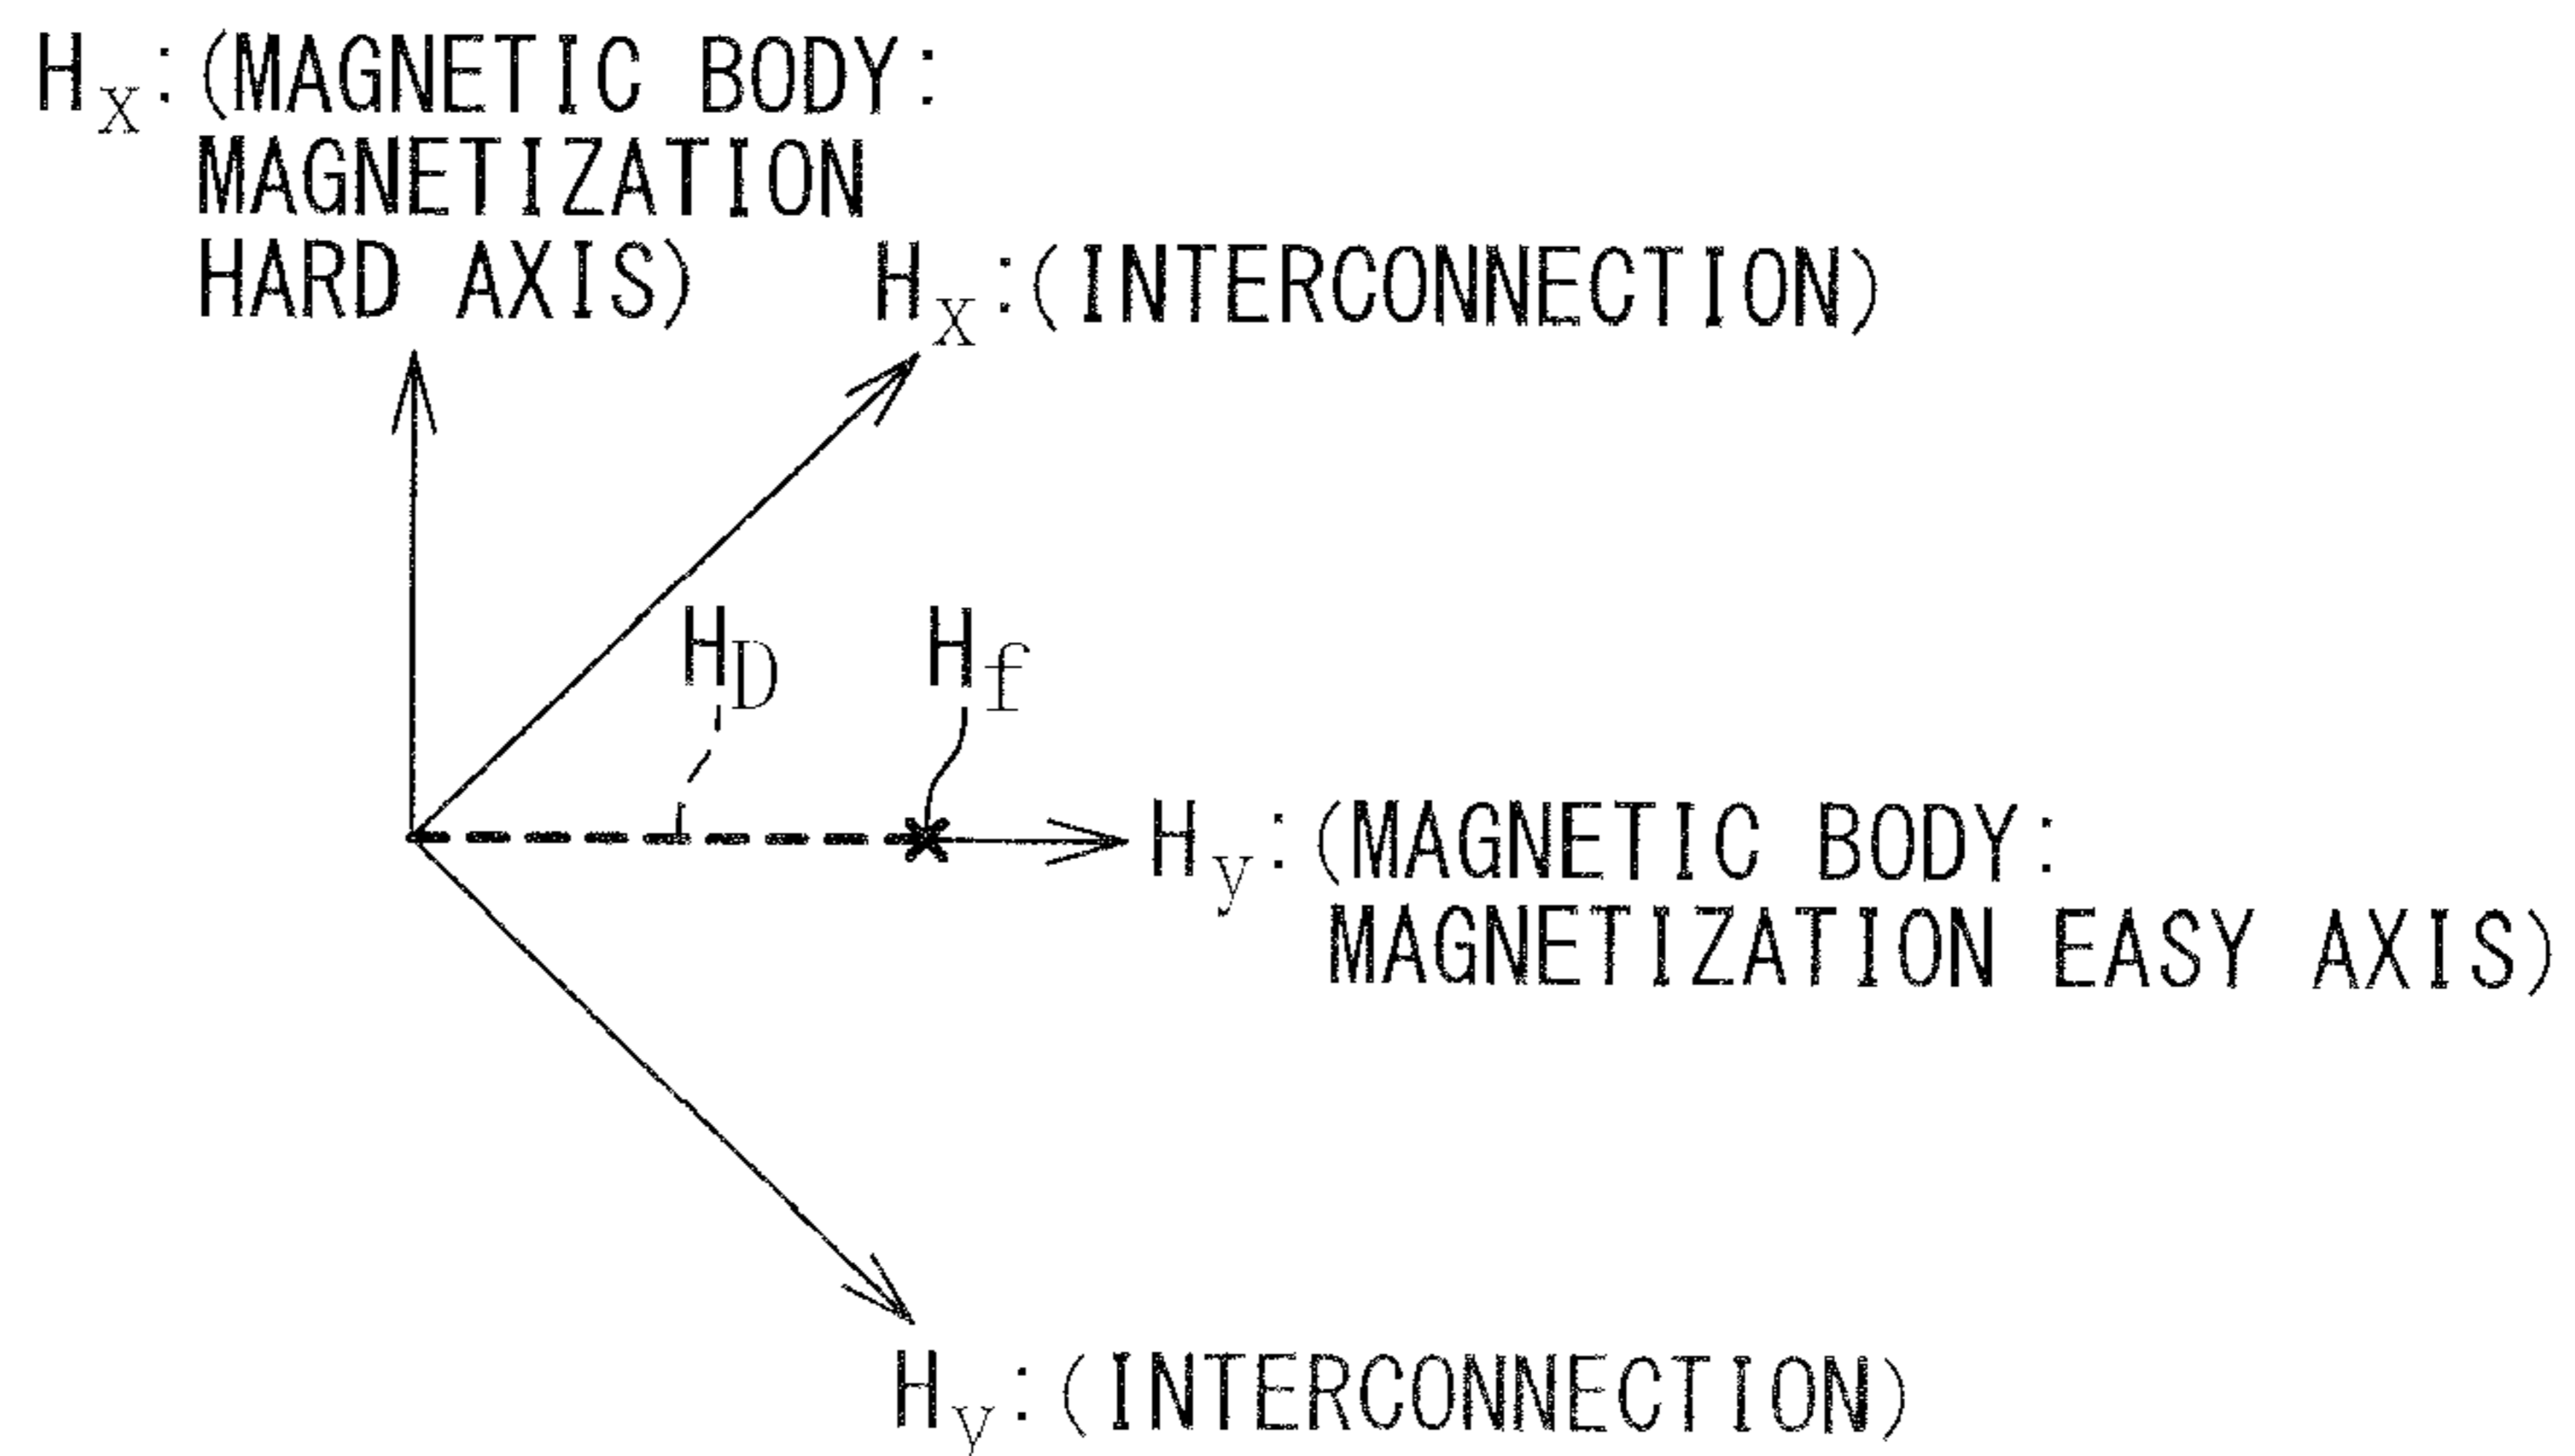 Hx:(MAGNETIC BODY:
MAGNETIZATION
HARD AXIS)
Hx:(INTERCONNECTION)
HD
Hf
Hy:(MAGNETIC BODY:
MAGNETIZATION EASY AXIS)
Hy:(INTERCONNECTION)